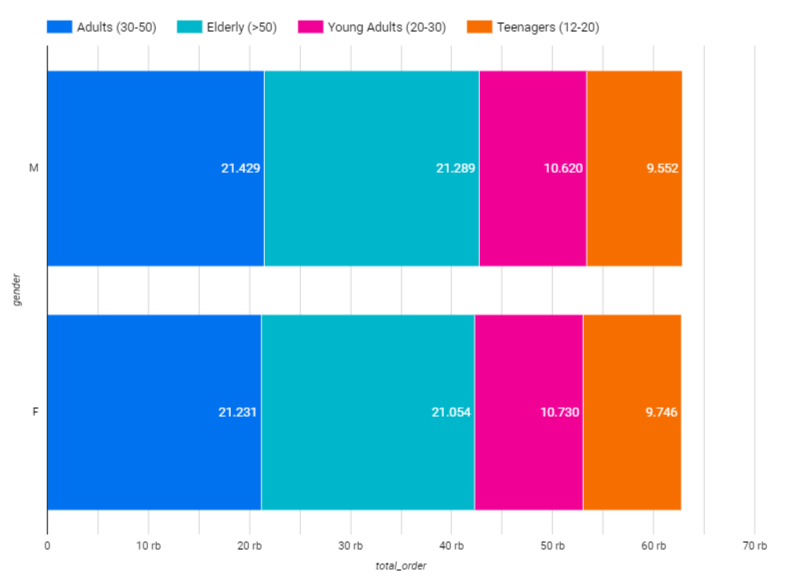 Adults (30-50) Elderly (>50) Young Adults (20-30) Teenagers (12-20)
M
21.429 21.289 10.620 9.552
gender
F
21.231 21.054 10.730 9.746
0 10 rb 20 rb 30 rb 40 rb 50 rb 60 rb 70 rb
total_order